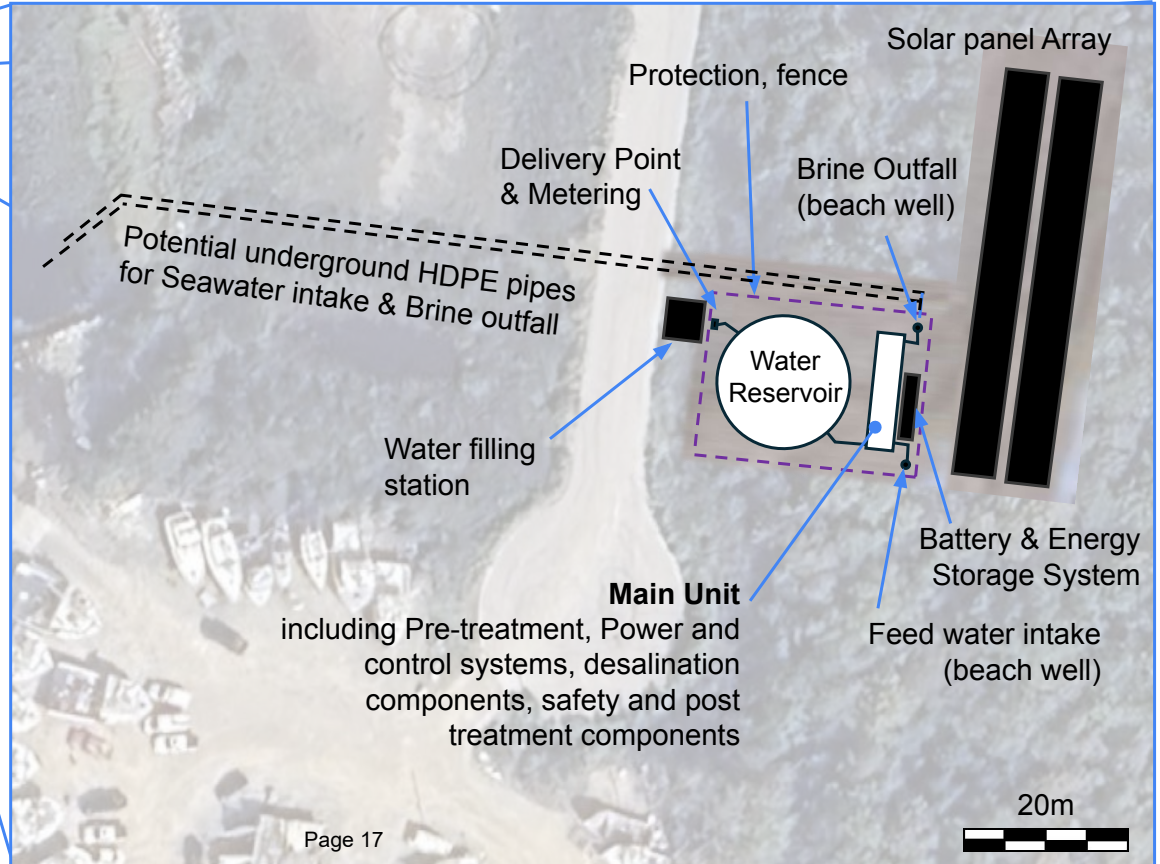 Solar panel Array
Protection, fence
Delivery Point
& Metering
Brine Outfall
(beach well)
Potential underground HDPE pipes
for Seawater intake & Brine outfall
Water
Reservoir
Water filling
station
Battery & Energy
Storage System
Main Unit
including Pre-treatment, Power and
control systems, desalination
components, safety and post
treatment components
Feed water intake
(beach well)
20m
Page 17